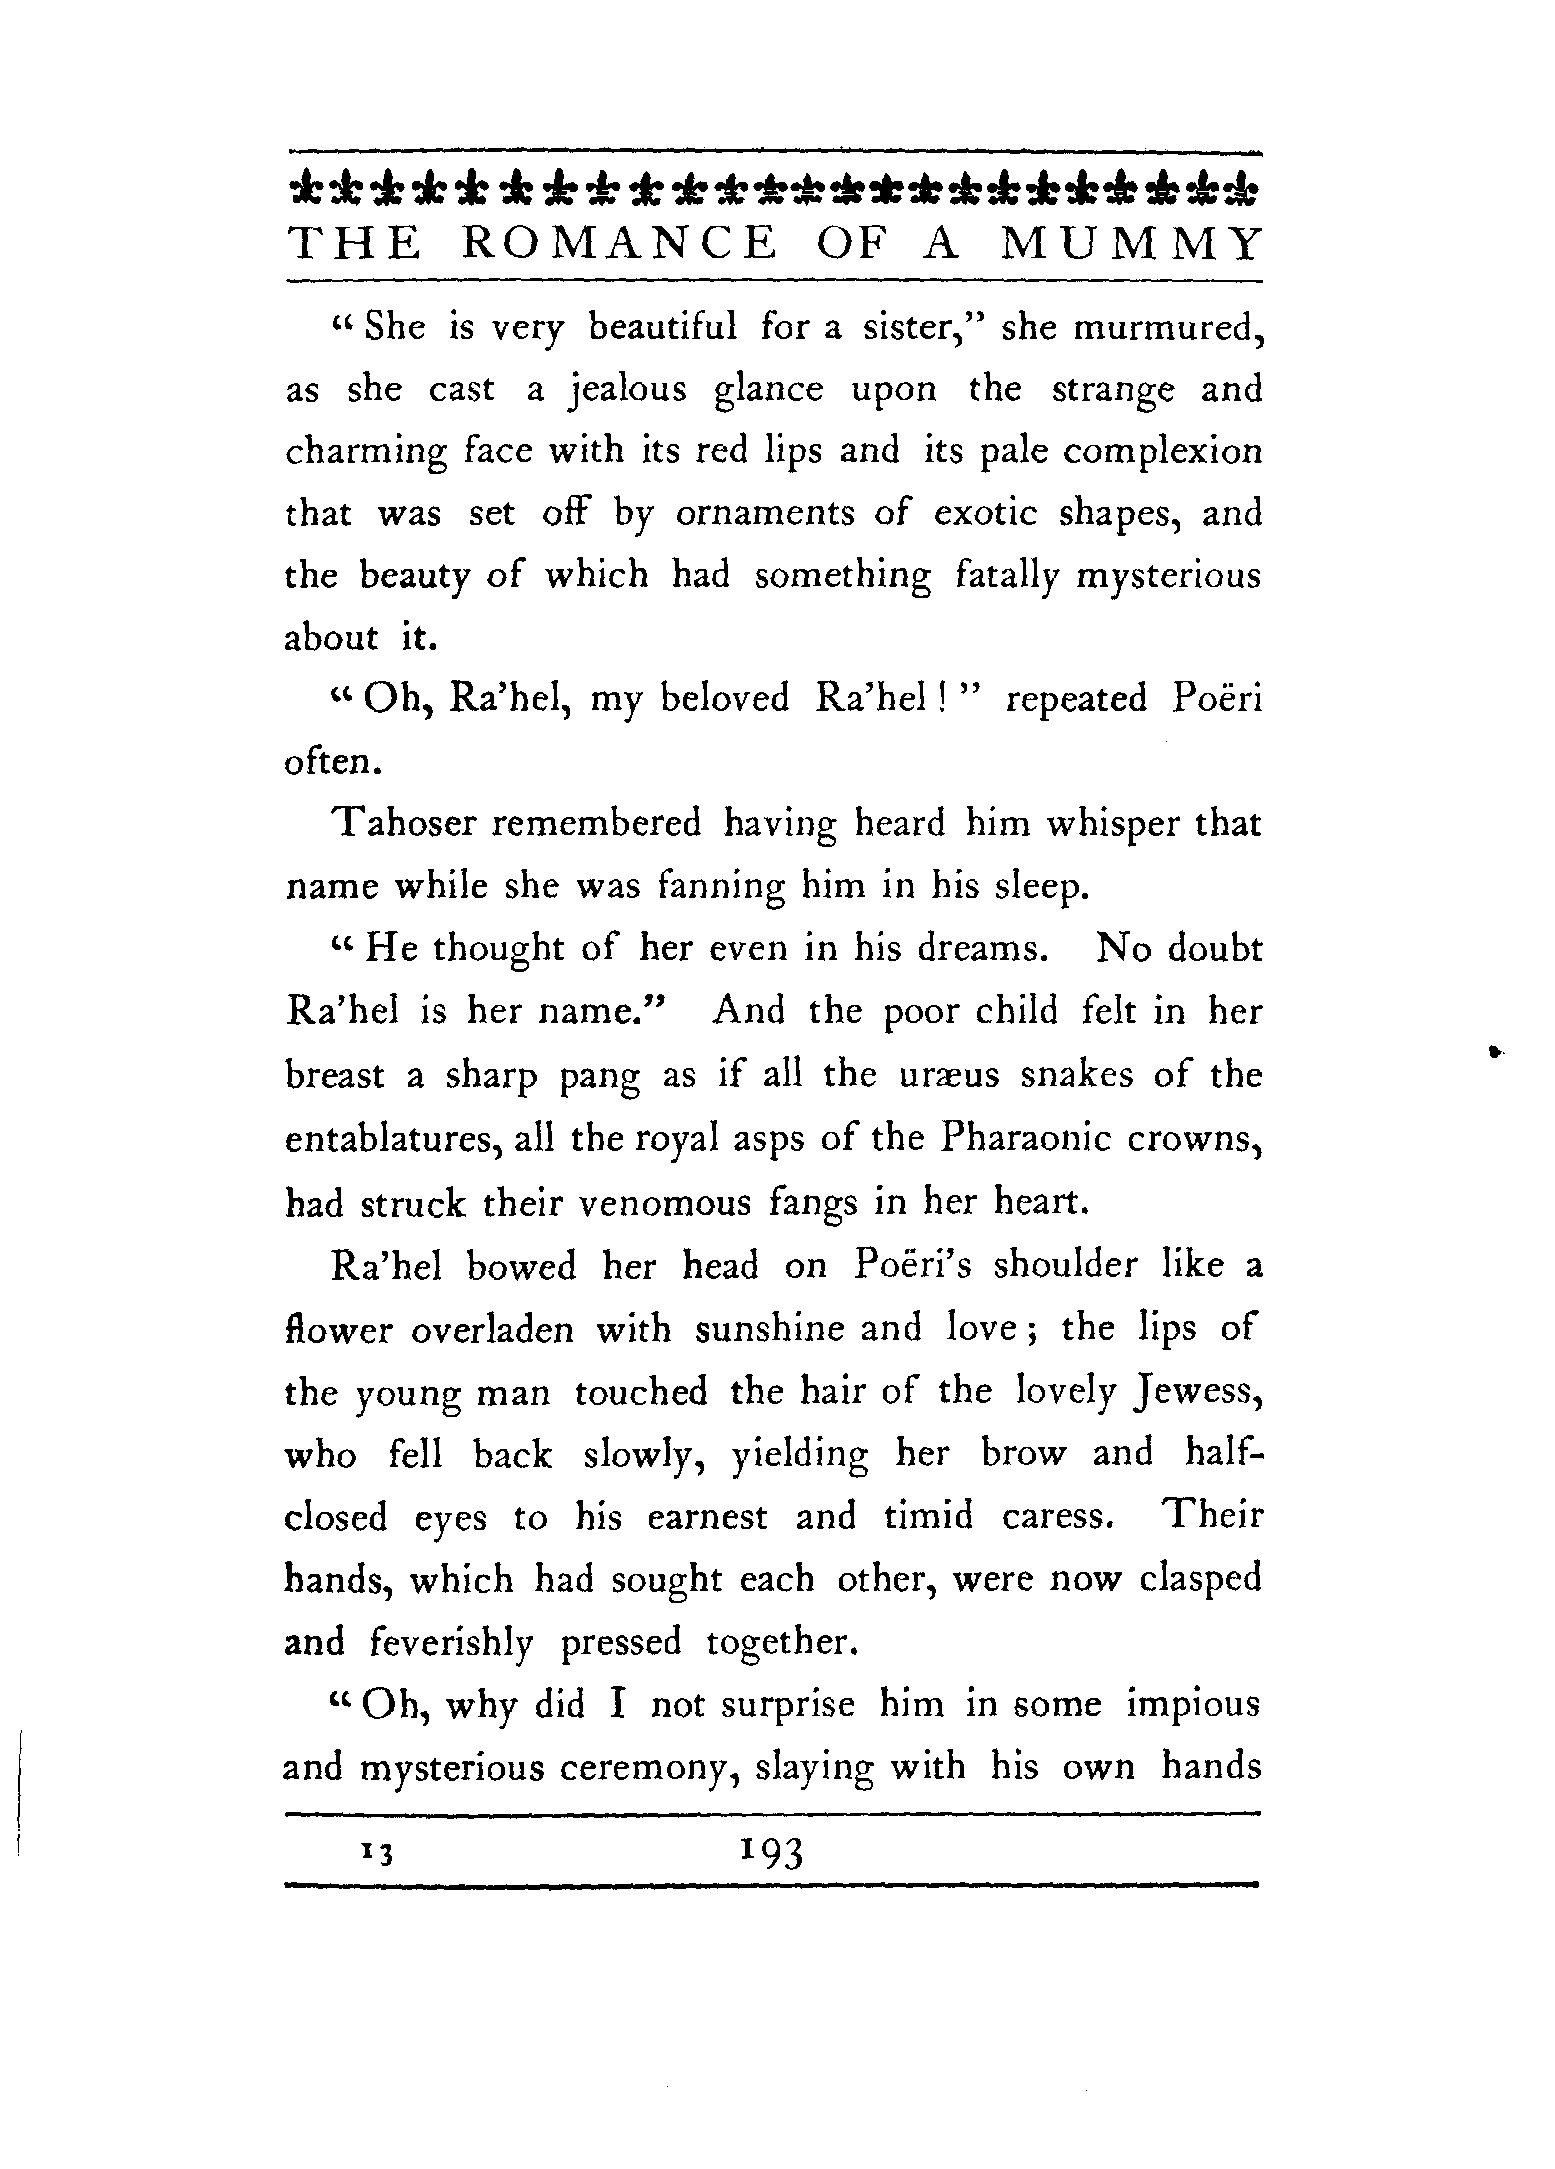 THE ROMANCE OF A MUMMY
“She is very beautiful for a sister,” she murmured,
as she cast a jealous glance upon the strange and
charming face with its red lips and its pale complexion
that was set off by ornaments of exotic shapes, and
the beauty of which had something fatally mysterious
about it.
“Oh, Ra’hel, my beloved Ra’hel!” repeated Poëri
often.
Tahoser remembered having heard him whisper that
name while she was fanning him in his sleep.
“He thought of her even in his dreams. No doubt
Ra’hel is her name.” And the poor child felt in her
breast a sharp pang as if all the uræus snakes of the
entablatures, all the royal asps of the Pharaonic crowns,
had struck their venomous fangs in her heart.
Ra’hel bowed her head on Poëri’s shoulder like a
flower overladen with sunshine and love; the lips of
the young man touched the hair of the lovely Jewess,
who fell back slowly, yielding her brow and half-
closed eyes to his earnest and timid caress. Their
hands, which had sought each other, were now clasped
and feverishly pressed together.
“Oh, why did I not surprise him in some impious
and mysterious ceremony, slaying with his own hands
13 193